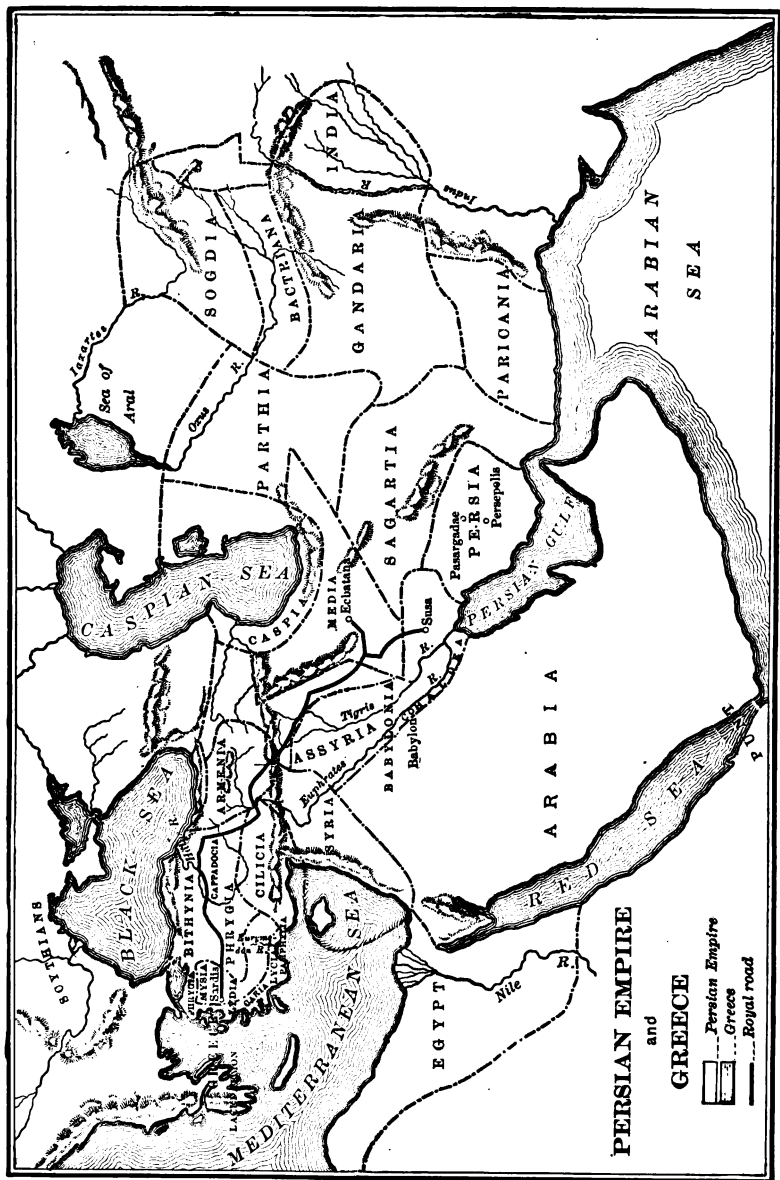 PERSIAN EMPIRE
and
GREECE
Persian Empire
Greece
Royal road
SCYTHIANS
BLACK SEA
CASPIAN SEA
Sea of
Aral
Iaxartes R.
Oxus R.
SOGDIA
BACTRIANA
INDIA
Indus R.
GANDARI
PARICANIA
PARTHIA
SAGARTIA
MEDIA
Ecbatana
CASPIA
Pasargadae
PERSIA
Persepolis
Susa
PERSIAN GULF
ARABIAN
SEA
ARMENIA
ASSYRIA
Tigris R.
Euphrates R.
BABYLONIA
Babylon
CHALDEA
SYRIA
CILICIA
CAPPADOCIA
BITHYNIA
PHRYGIA
MYSIA
Sardis
LYDIA
CARIA
LYCIA
MEDITERRANEAN SEA
EGYPT
Nile R.
ARABIA
RED SEA
PUNT